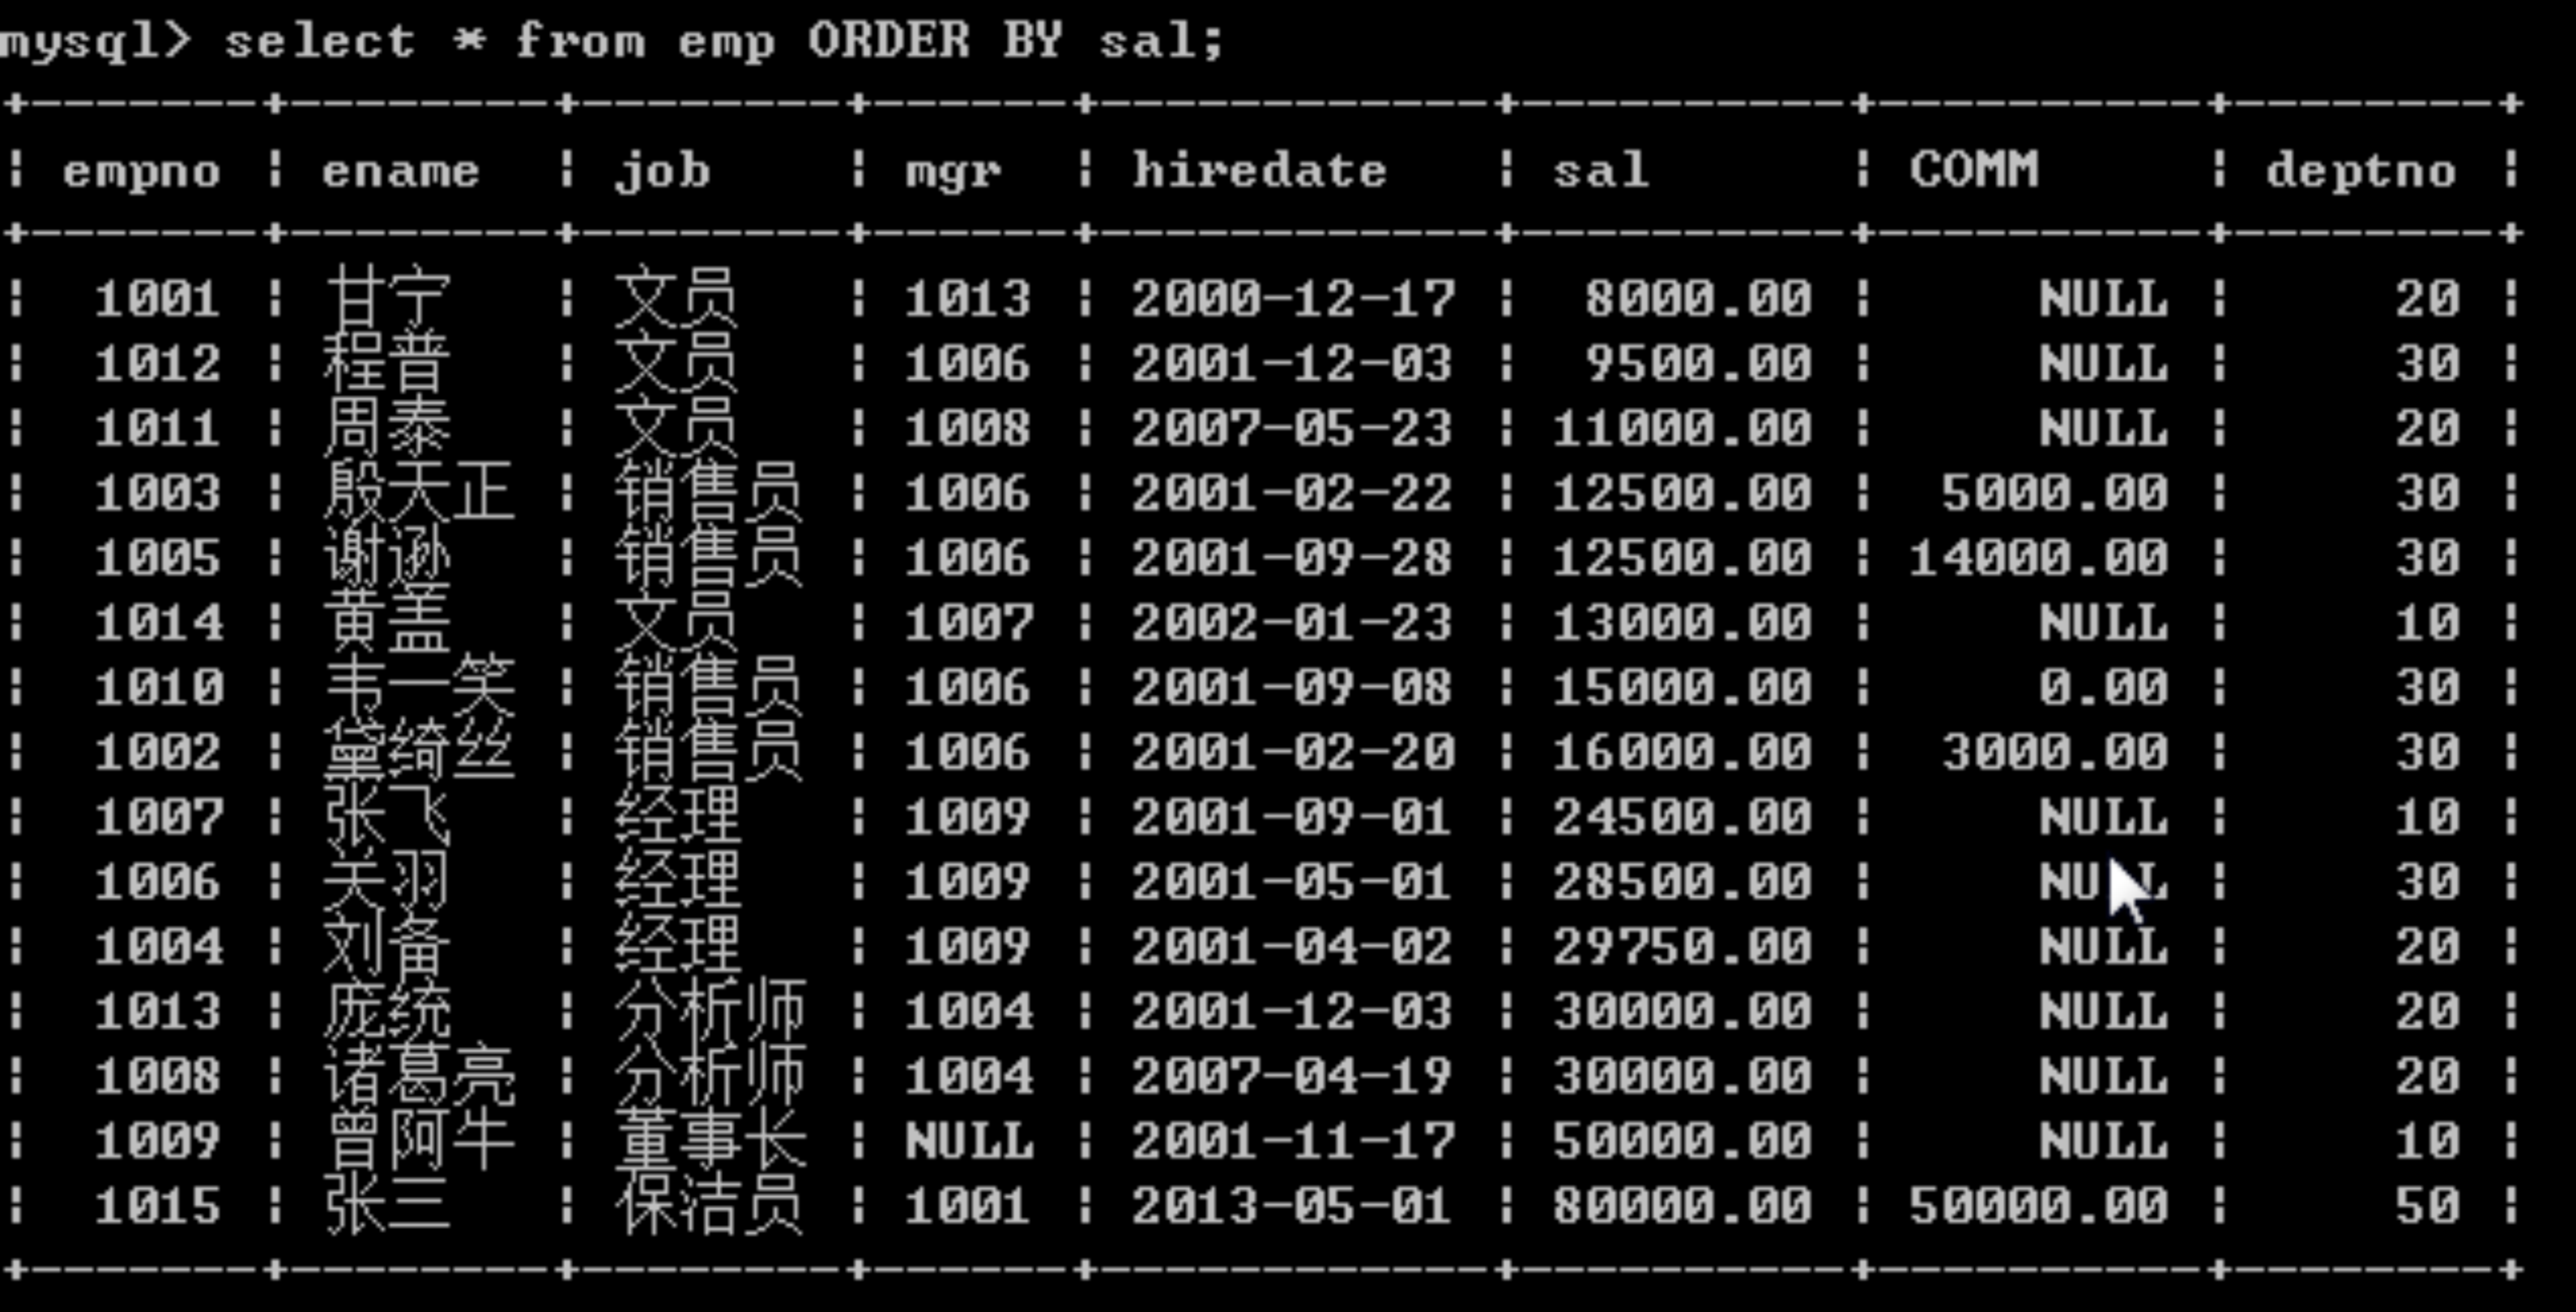 mysql> select * from emp ORDER BY sal;
+-------+--------+--------+------+------------+----------+----------+--------+
| empno | ename | job | mgr | hiredate | sal | COMM | deptno |
+-------+--------+--------+------+------------+----------+----------+--------+
| 1001 | 甘宁 | 文员 | 1013 | 2000-12-17 | 8000.00 | NULL | 20 |
| 1012 | 程普 | 文员 | 1006 | 2001-12-03 | 9500.00 | NULL | 30 |
| 1011 | 周泰 | 文员 | 1008 | 2007-05-23 | 11000.00 | NULL | 20 |
| 1003 | 殷天正 | 销售员 | 1006 | 2001-02-22 | 12500.00 | 5000.00 | 30 |
| 1005 | 谢逊 | 销售员 | 1006 | 2001-09-28 | 12500.00 | 14000.00 | 30 |
| 1014 | 黄盖 | 文员 | 1007 | 2002-01-23 | 13000.00 | NULL | 10 |
| 1010 | 韦一笑 | 销售员 | 1006 | 2001-09-08 | 15000.00 | 0.00 | 30 |
| 1002 | 黛绮丝 | 销售员 | 1006 | 2001-02-20 | 16000.00 | 3000.00 | 30 |
| 1007 | 张飞 | 经理 | 1009 | 2001-09-01 | 24500.00 | NULL | 10 |
| 1006 | 关羽 | 经理 | 1009 | 2001-05-01 | 28500.00 | NULL | 30 |
| 1004 | 刘备 | 经理 | 1009 | 2001-04-02 | 29750.00 | NULL | 20 |
| 1013 | 庞统 | 分析师 | 1004 | 2001-12-03 | 30000.00 | NULL | 20 |
| 1008 | 诸葛亮 | 分析师 | 1004 | 2007-04-19 | 30000.00 | NULL | 20 |
| 1009 | 曾阿牛 | 董事长 | NULL | 2001-11-17 | 50000.00 | NULL | 10 |
| 1015 | 张三 | 保洁员 | 1001 | 2013-05-01 | 80000.00 | 50000.00 | 50 |
+-------+--------+--------+------+------------+----------+----------+--------+